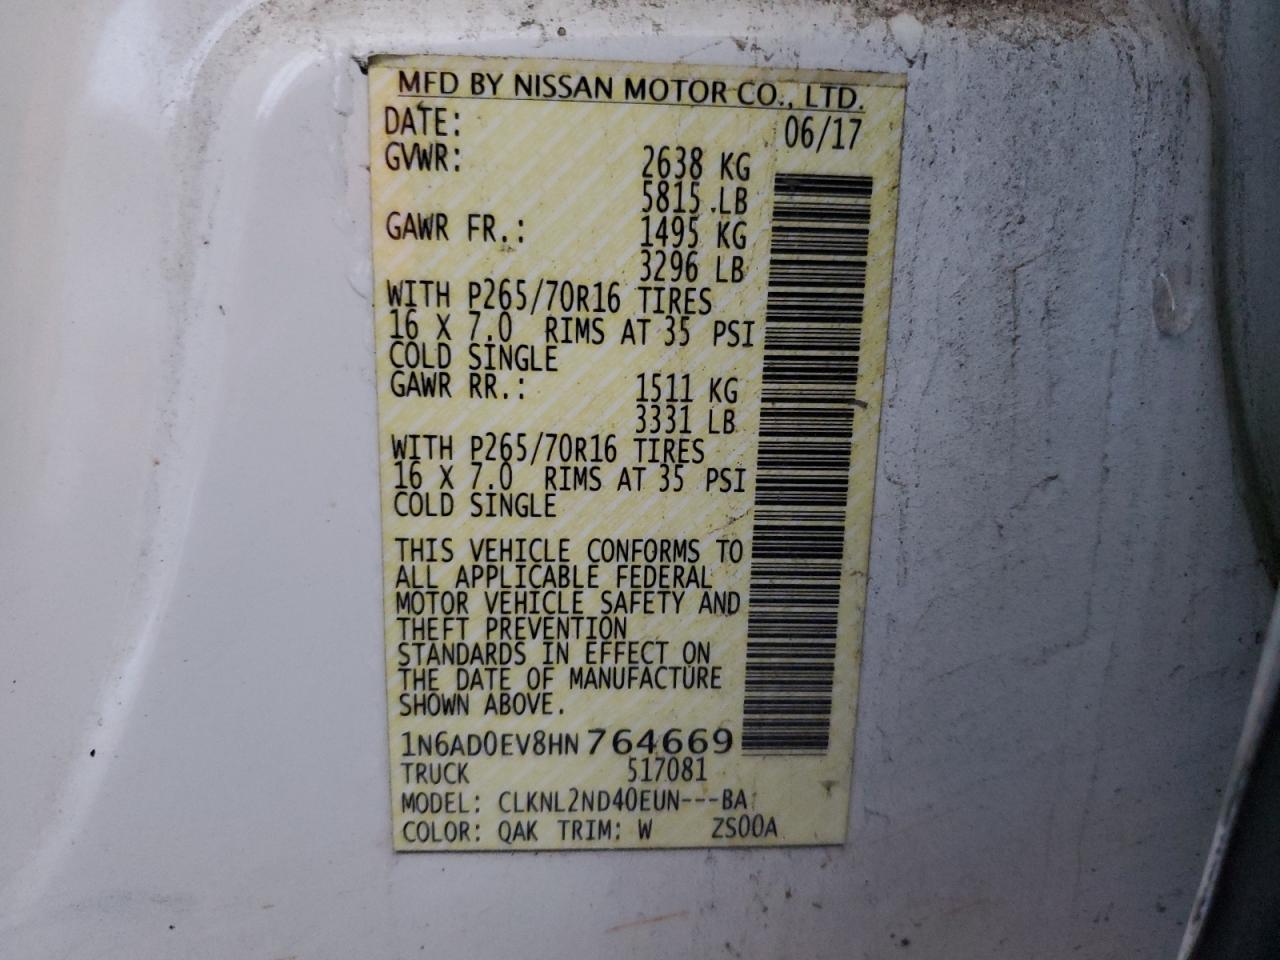 MFD BY NISSAN MOTOR CO., LTD.
DATE: 06/17
GVWR: 2638 KG
5815 LB
GAWR FR.: 1495 KG
3296 LB
WITH P265/70R16 TIRES
16 X 7.0 RIMS AT 35 PSI
COLD SINGLE
GAWR RR.: 1511 KG
3331 LB
WITH P265/70R16 TIRES
16 X 7.0 RIMS AT 35 PSI
COLD SINGLE
THIS VEHICLE CONFORMS TO
ALL APPLICABLE FEDERAL
MOTOR VEHICLE SAFETY AND
THEFT PREVENTION
STANDARDS IN EFFECT ON
THE DATE OF MANUFACTURE
SHOWN ABOVE.
1N6AD0EV8HN764669
TRUCK 517081
MODEL: CLKNL2ND40EUN---BA
COLOR: QAK TRIM: W ZS00A